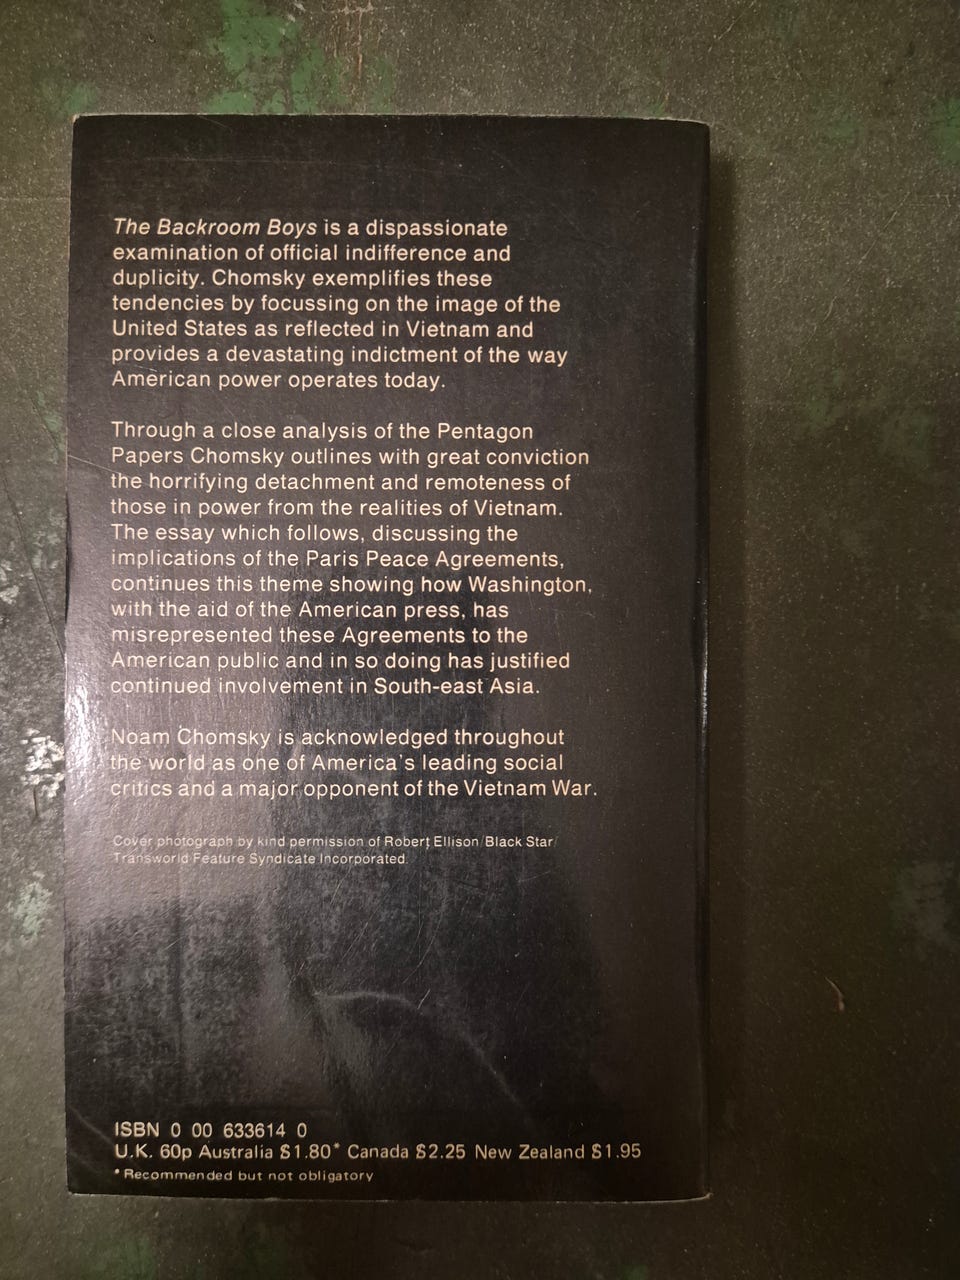 The Backroom Boys is a dispassionate
examination of official indifference and
duplicity. Chomsky exemplifies these
tendencies by focussing on the image of the
United States as reflected in Vietnam and
provides a devastating indictment of the way
American power operates today.
Through a close analysis of the Pentagon
Papers Chomsky outlines with great conviction
the horrifying detachment and remoteness of
those in power from the realities of Vietnam.
The essay which follows, discussing the
implications of the Paris Peace Agreements,
continues this theme showing how Washington,
with the aid of the American press, has
misrepresented these Agreements to the
American public and in so doing has justified
continued involvement in South-east Asia.
Noam Chomsky is acknowledged throughout
the world as one of America's leading social
critics and a major opponent of the Vietnam War.
Cover photograph by kind permission of Robert Ellison/Black Star/
Transworld Feature Syndicate Incorporated.
ISBN 0 00 633614 0
U.K. 60p Australia $1.80* Canada $2.25 New Zealand $1.95
*Recommended but not obligatory